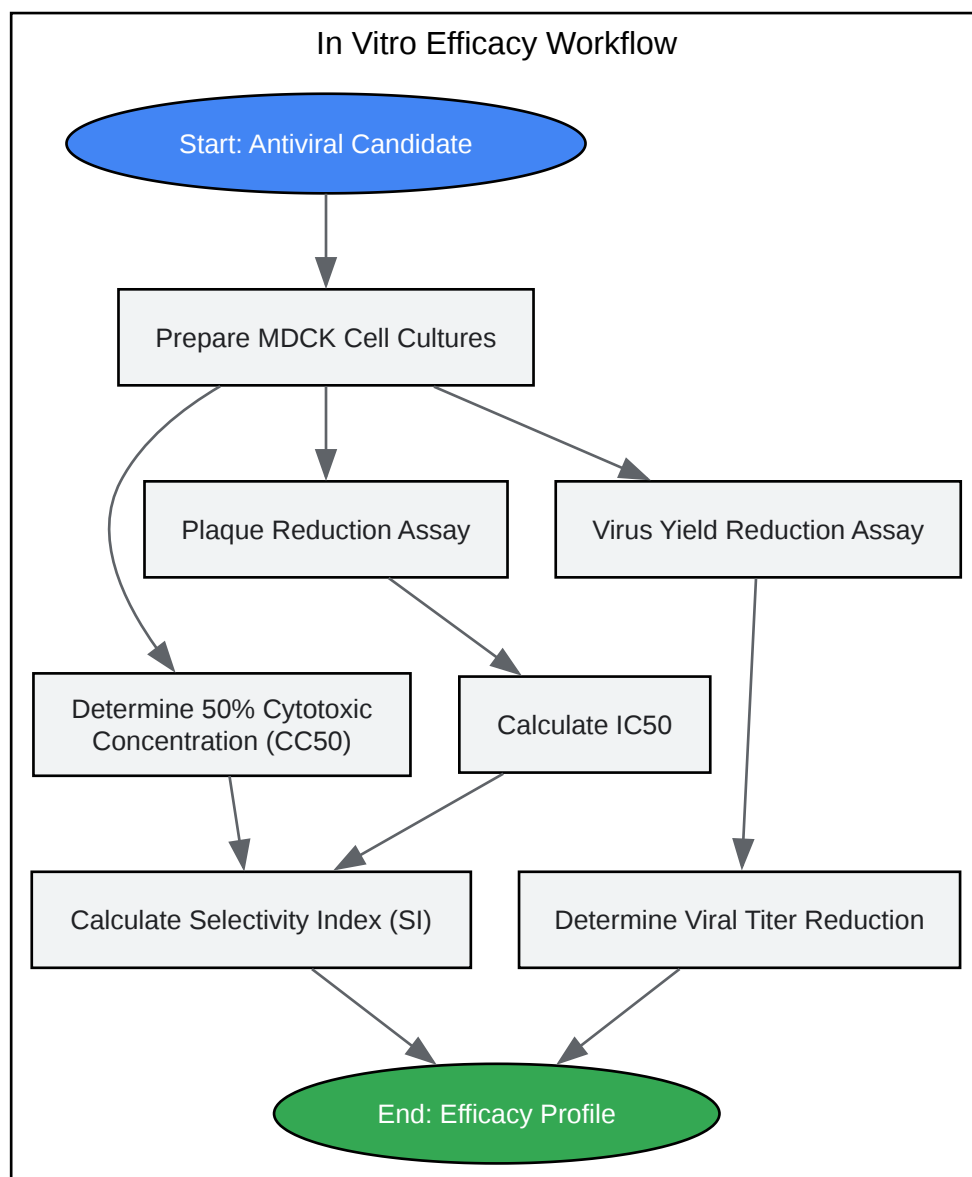 In Vitro Efficacy Workflow
Start: Antiviral Candidate
Prepare MDCK Cell Cultures
Plaque Reduction Assay
Virus Yield Reduction Assay
Determine 50% Cytotoxic
Concentration (CC50)
Calculate IC50
Calculate Selectivity Index (SI)
Determine Viral Titer Reduction
End: Efficacy Profile